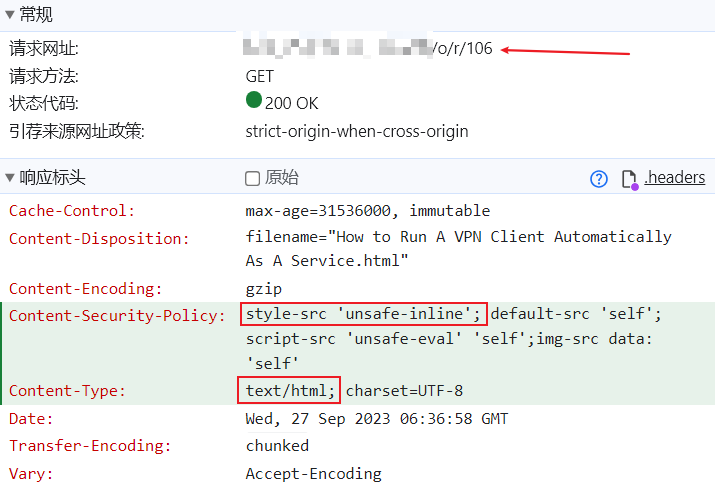 常规
请求网址: /o/r/106
请求方法: GET
状态代码: 200 OK
引荐来源网址政策: strict-origin-when-cross-origin
响应标头 原始 ? .headers
Cache-Control: max-age=31536000, immutable
Content-Disposition: filename="How to Run A VPN Client Automatically
As A Service.html"
Content-Encoding: gzip
Content-Security-Policy: style-src 'unsafe-inline'; default-src 'self';
script-src 'unsafe-eval' 'self';img-src data:
'self'
Content-Type: text/html; charset=UTF-8
Date: Wed, 27 Sep 2023 06:36:58 GMT
Transfer-Encoding: chunked
Vary: Accept-Encoding